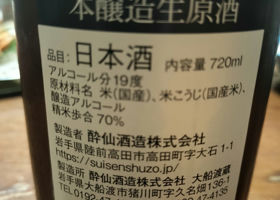 本醸造生原酒
品目: 日本酒 内容量 720ml
アルコール分19度
原材料名 米(国産)、米こうじ(国産米)、
醸造アルコール
精米歩合 70%
製造者 酔仙酒造株式会社
岩手県陸前高田市高田町字大石 1-1
https://suisenshuzo.jp/
製造所 酔仙酒造株式会社 大船渡蔵
岩手県大船渡市猪川町字久名畑136-1
TEL 0192-47-